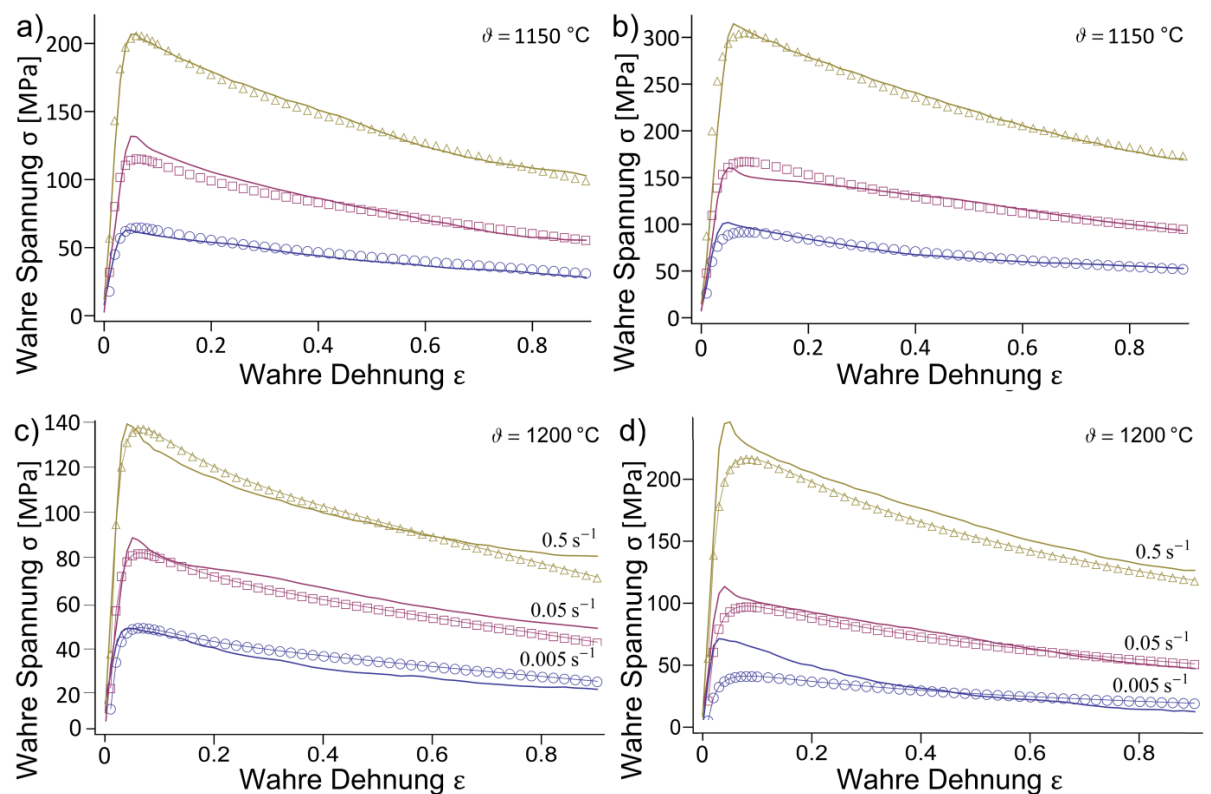 a)
ϑ = 1150 °C
Wahre Spannung σ [MPa]
200
150
100
50
0
0 0.2 0.4 0.6 0.8
Wahre Dehnung ε
b)
ϑ = 1150 °C
Wahre Spannung σ [MPa]
300
250
200
150
100
50
0
0 0.2 0.4 0.6 0.8
Wahre Dehnung ε
c)
ϑ = 1200 °C
Wahre Spannung σ [MPa]
140
120
100
80
60
40
20
0
0.5 s⁻¹
0.05 s⁻¹
0.005 s⁻¹
0 0.2 0.4 0.6 0.8
Wahre Dehnung ε
d)
ϑ = 1200 °C
Wahre Spannung σ [MPa]
200
150
100
50
0
0.5 s⁻¹
0.05 s⁻¹
0.005 s⁻¹
0 0.2 0.4 0.6 0.8
Wahre Dehnung ε